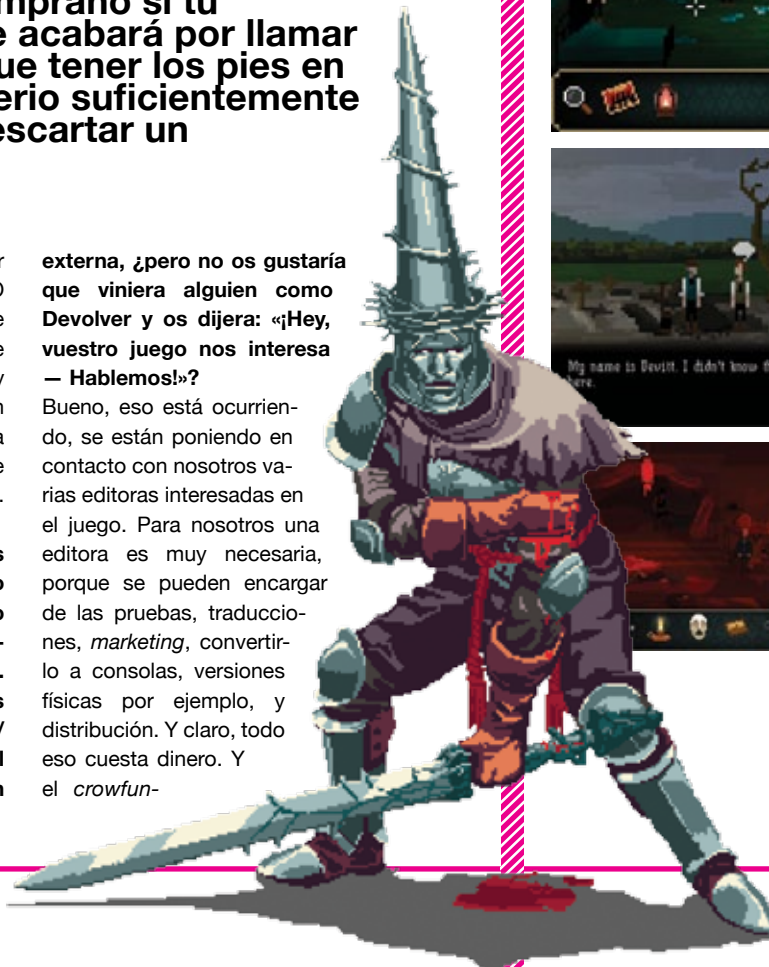 mprano si tu
e acabará por llamar
ue tener los pies en
erio suficientemente
escartar un
r
O
e
e
y
n
a
e
.
s
o
o
-
.
s
/
l
n
externa, ¿pero no os gustaría
que viniera alguien como
Devolver y os dijera: «¡Hey,
vuestro juego nos interesa
— Hablemos!»?
Bueno, eso está ocurrien-
do, se están poniendo en
contacto con nosotros va-
rias editoras interesadas en
el juego. Para nosotros una
editora es muy necesaria,
porque se pueden encargar
de las pruebas, traduccio-
nes, marketing, convertir-
lo a consolas, versiones
físicas por ejemplo, y
distribución. Y claro, todo
eso cuesta dinero. Y
el crowfun-
My name is Devitt. I didn't know th
here.